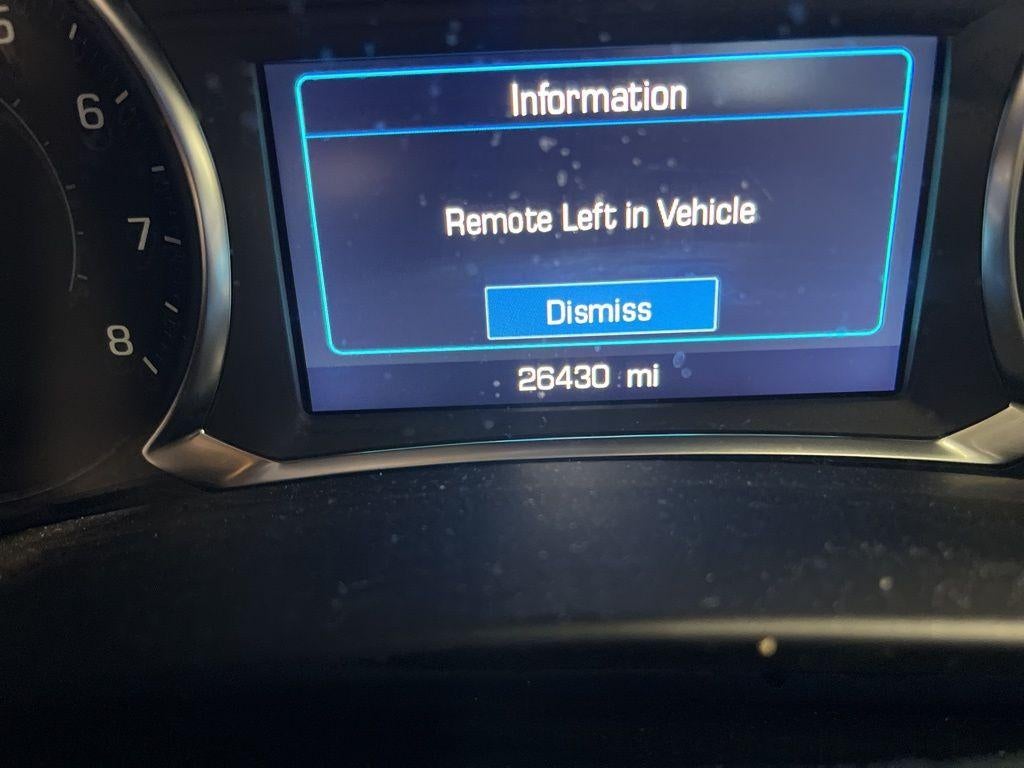 6
7
8
Information
Remote Left in Vehicle
Dismiss
26430 mi